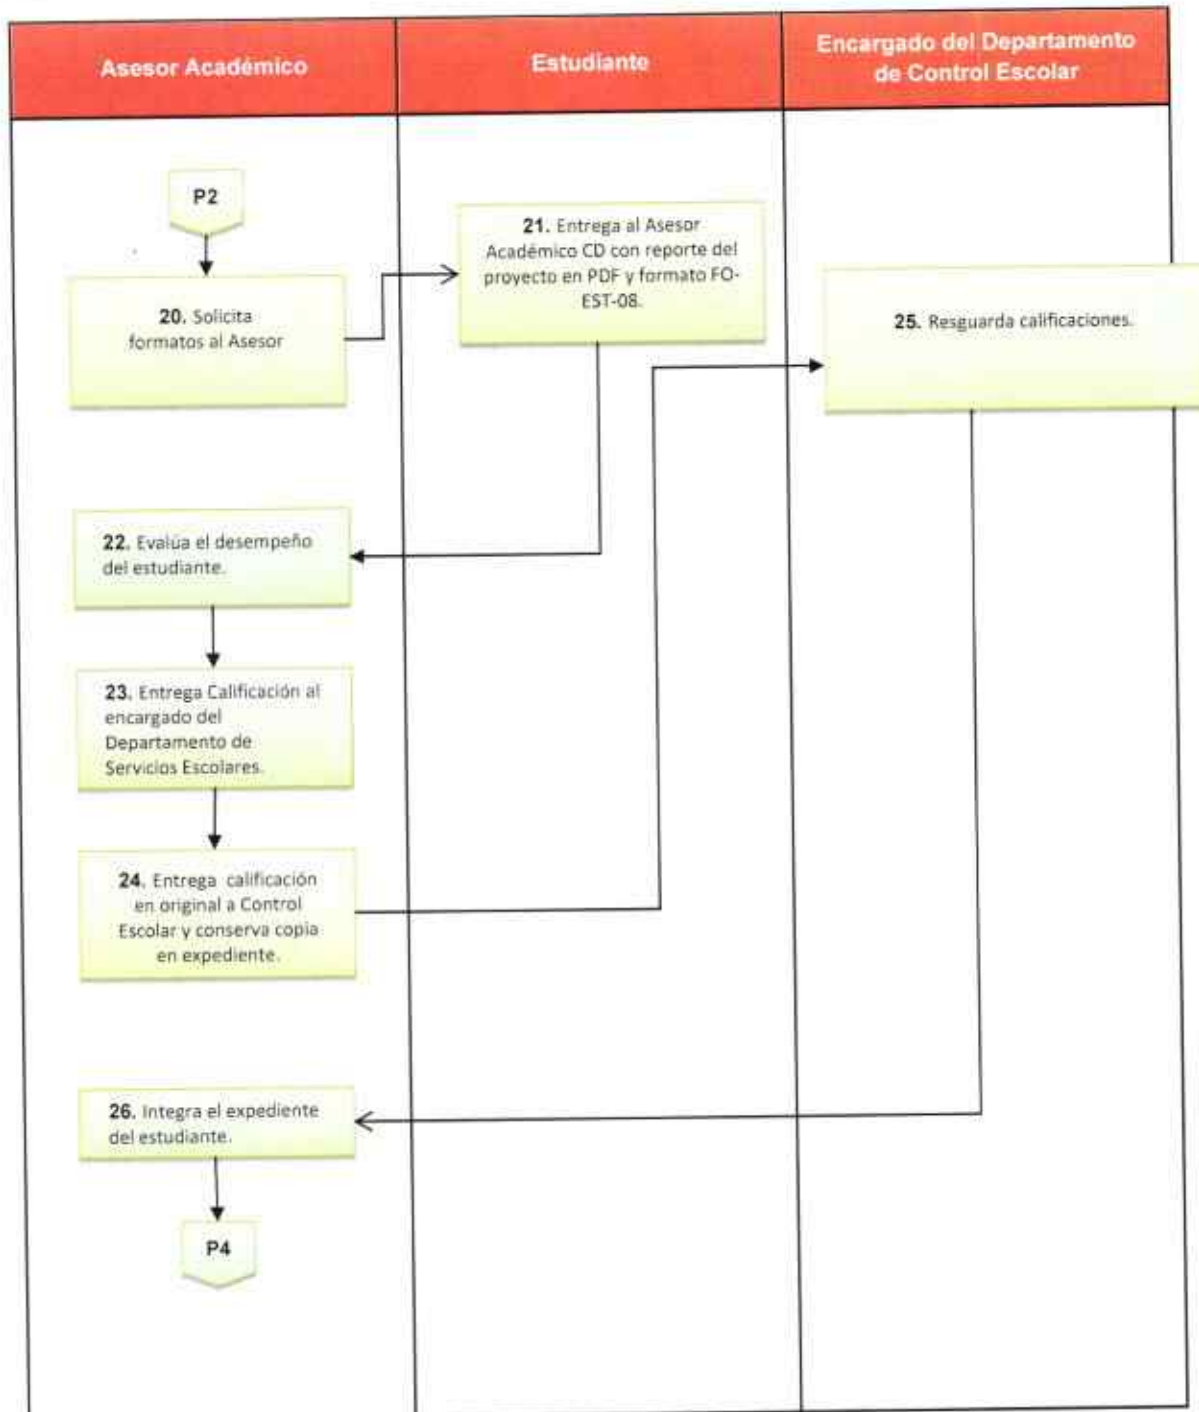 Asesor Académico
Estudiante
Encargado del Departamento
de Control Escolar
P2
20. Solicita
formatos al Asesor
21. Entrega al Asesor
Académico CD con reporte del
proyecto en PDF y formato FO-
EST-08.
25. Resguarda calificaciones.
22. Evalúa el desempeño
del estudiante.
23. Entrega Calificación al
encargado del
Departamento de
Servicios Escolares.
24. Entrega calificación
en original a Control
Escolar y conserva copia
en expediente.
26. Integra el expediente
del estudiante.
P4